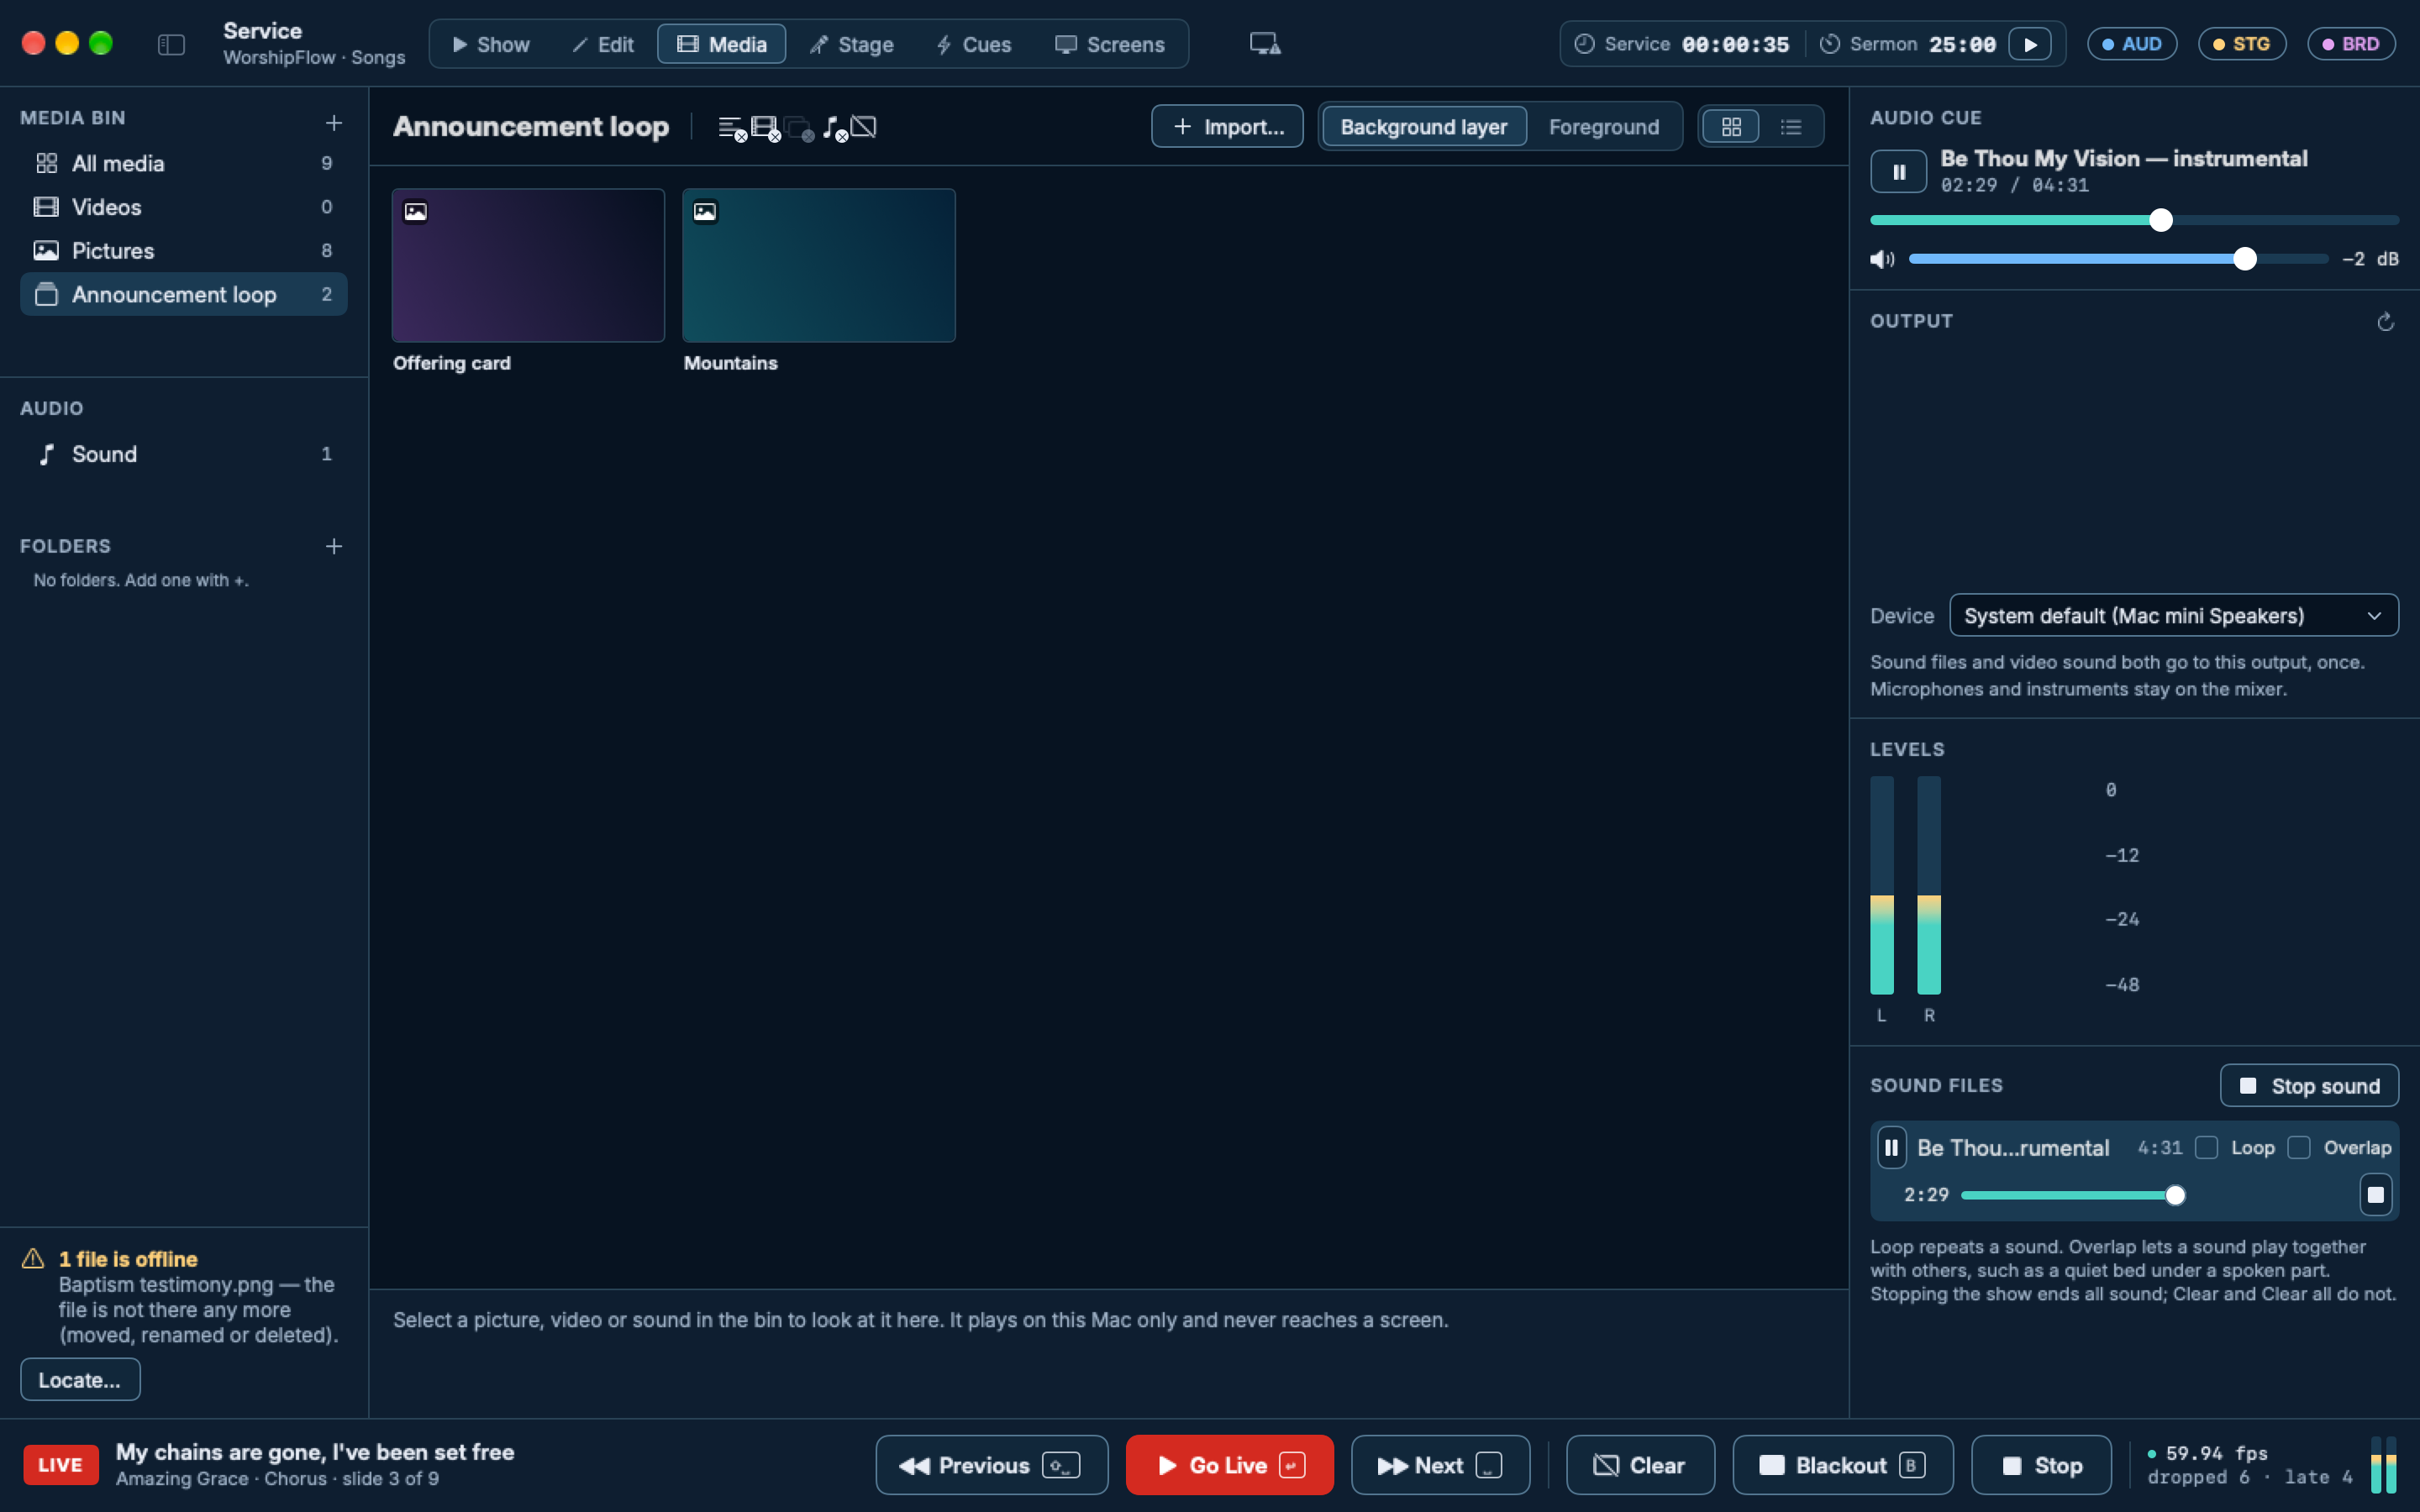 Service
WorshipFlow · Songs
Show
Edit
Media
Stage
Cues
Screens
Service 00:00:35
Sermon 25:00
AUD
STG
BRD
MEDIA BIN
All media 9
Videos 0
Pictures 8
Announcement loop 2
AUDIO
Sound 1
FOLDERS
No folders. Add one with +.
1 file is offline
Baptism testimony.png — the
file is not there any more
(moved, renamed or deleted).
Locate...
Announcement loop
Import...
Background layer
Foreground
Offering card
Mountains
Select a picture, video or sound in the bin to look at it here. It plays on this Mac only and never reaches a screen.
AUDIO CUE
Be Thou My Vision — instrumental
02:29 / 04:31
−2 dB
OUTPUT
Device System default (Mac mini Speakers)
Sound files and video sound both go to this output, once.
Microphones and instruments stay on the mixer.
LEVELS
0
−12
−24
−48
L R
SOUND FILES
Stop sound
Be Thou...rumental 4:31 Loop Overlap
2:29
Loop repeats a sound. Overlap lets a sound play together
with others, such as a quiet bed under a spoken part.
Stopping the show ends all sound; Clear and Clear all do not.
LIVE
My chains are gone, I've been set free
Amazing Grace · Chorus · slide 3 of 9
Previous
Go Live
Next
Clear
Blackout B
Stop
59.94 fps
dropped 6 · late 4